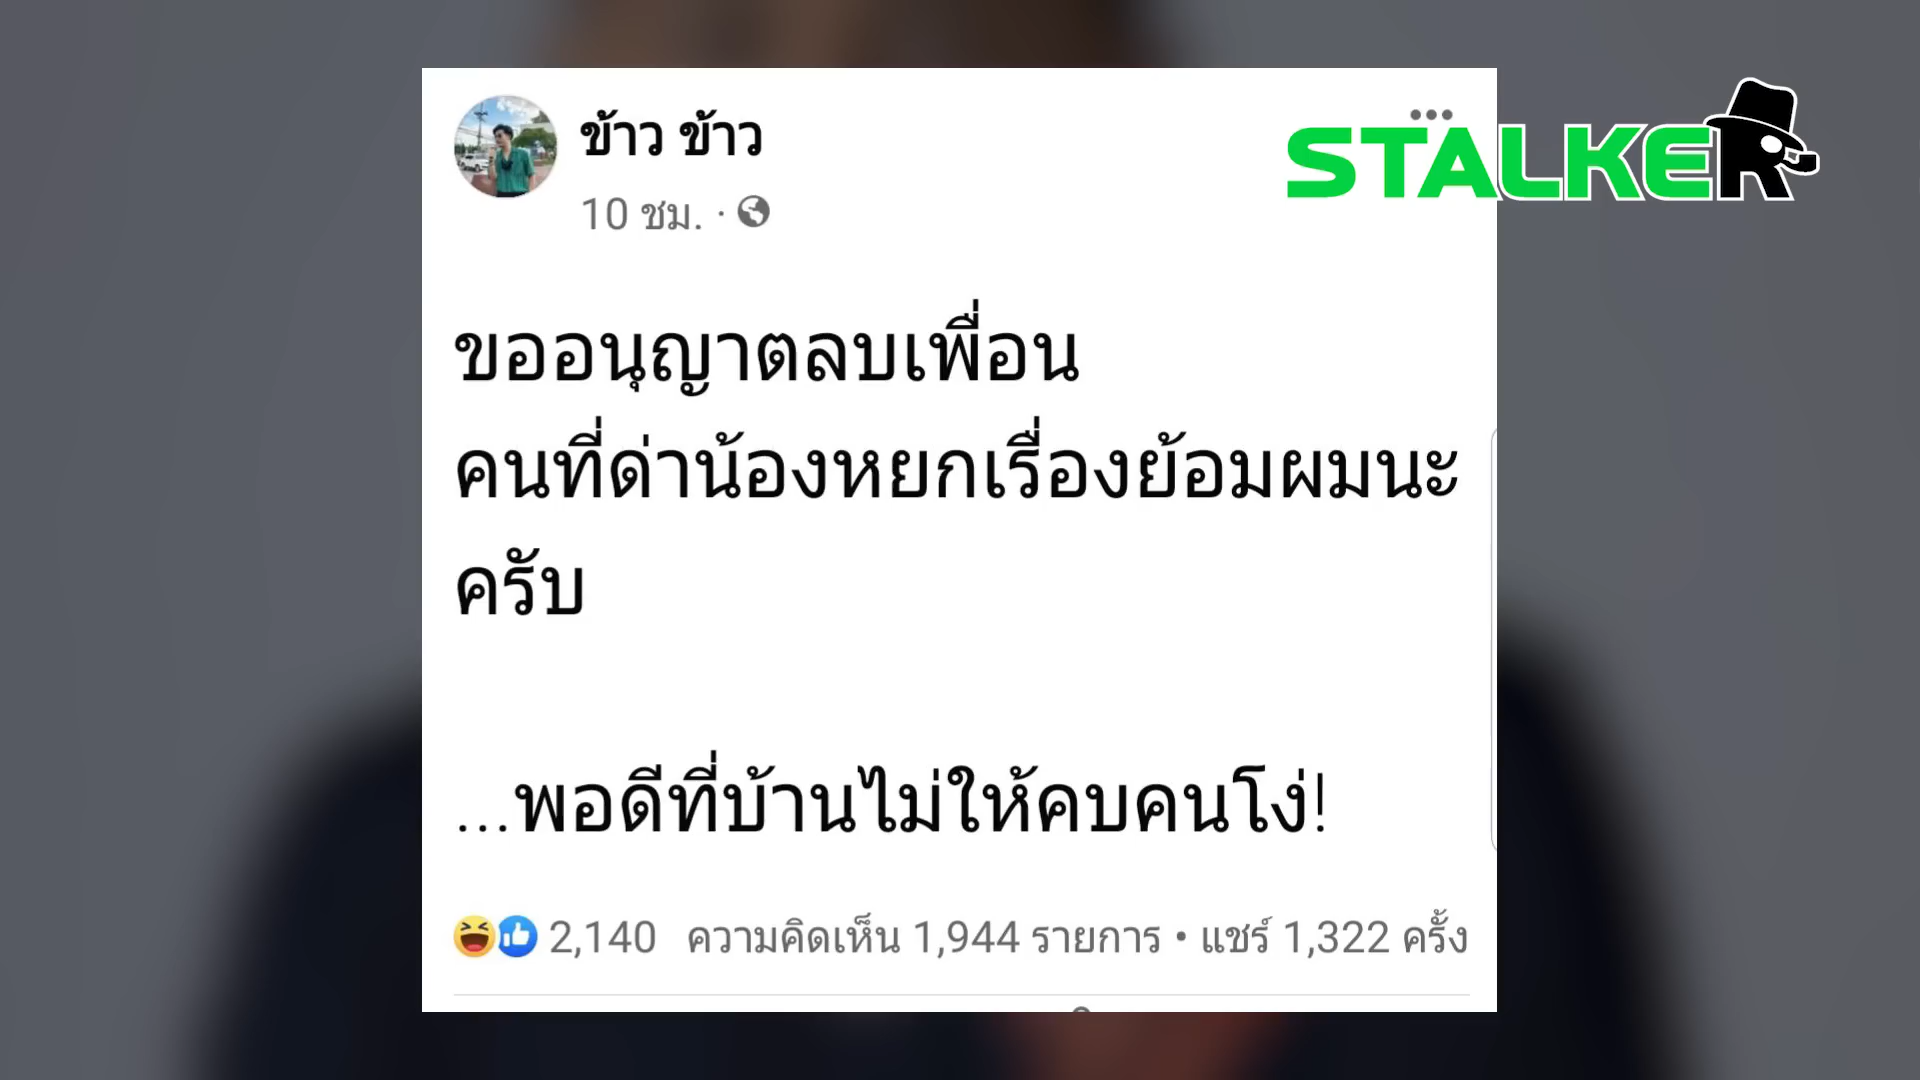 ข้าว ข้าว
10 ชม. ·
STALKER
ขออนุญาตลบเพื่อน
คนที่ด่าน้องหยกเรื่องย้อมผมนะ
ครับ
...พอดีที่บ้านไม่ให้คบคนโง่!
2,140 ความคิดเห็น 1,944 รายการ • แชร์ 1,322 ครั้ง